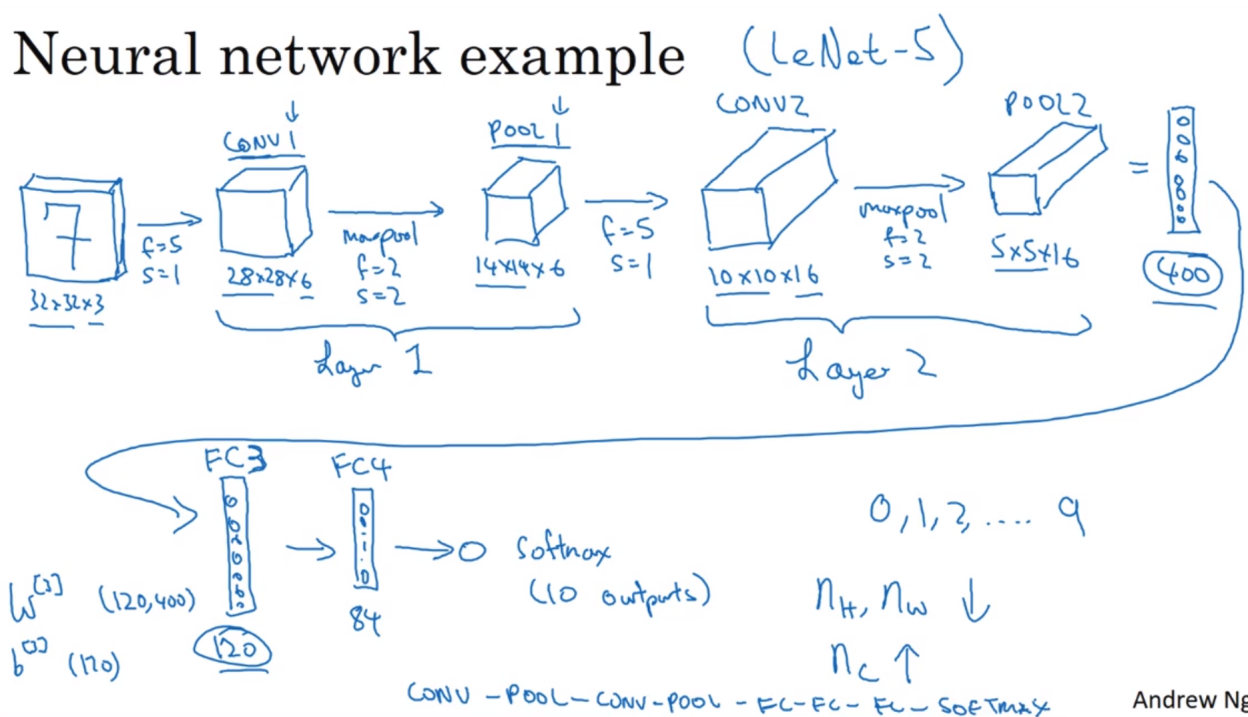 Neural network example (LeNet-5)
CONV1 POOL1 CONV2 POOL2
7
f=5
s=1
maxpool
f=2
s=2
f=5
s=1
maxpool
f=2
s=2
=
32×32×3 28×28×6 14×14×6 10×10×16 5×5×16 400
Layer 1 Layer 2
FC3 FC4
0, 1, 2, .... 9
Softmax
(10 outputs)
W[3] (120,400)
b[3] (120)
120
84
nH, nW ↓
nC ↑
CONV - POOL - CONV - POOL - FC - FC - FC - SOFTMAX
Andrew Ng